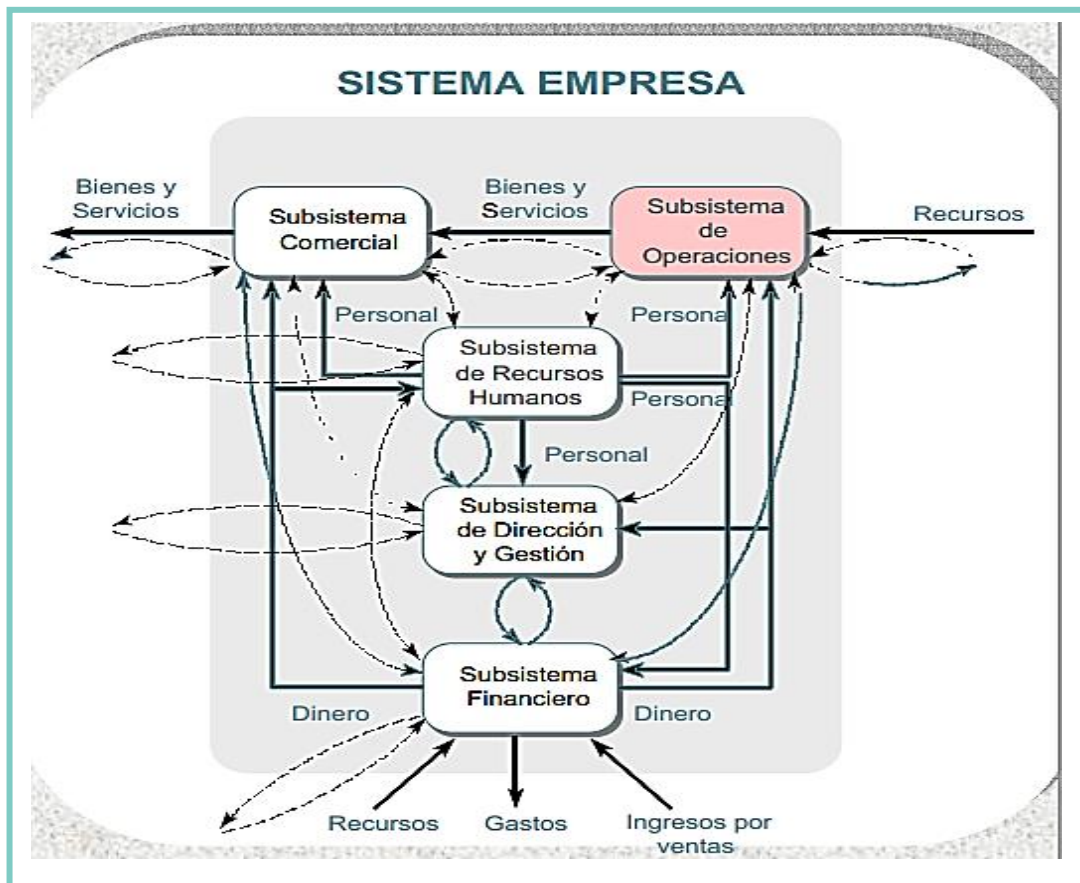 SISTEMA EMPRESA
Bienes y
Servicios
Subsistema
Comercial
Bienes y
Servicios
Subsistema
de
Operaciones
Recursos
Personal
Persona
Subsistema
de Recursos
Humanos
Personal
Personal
Subsistema
de Dirección
y Gestión
Subsistema
Financiero
Dinero
Dinero
Recursos
Gastos
Ingresos por
ventas